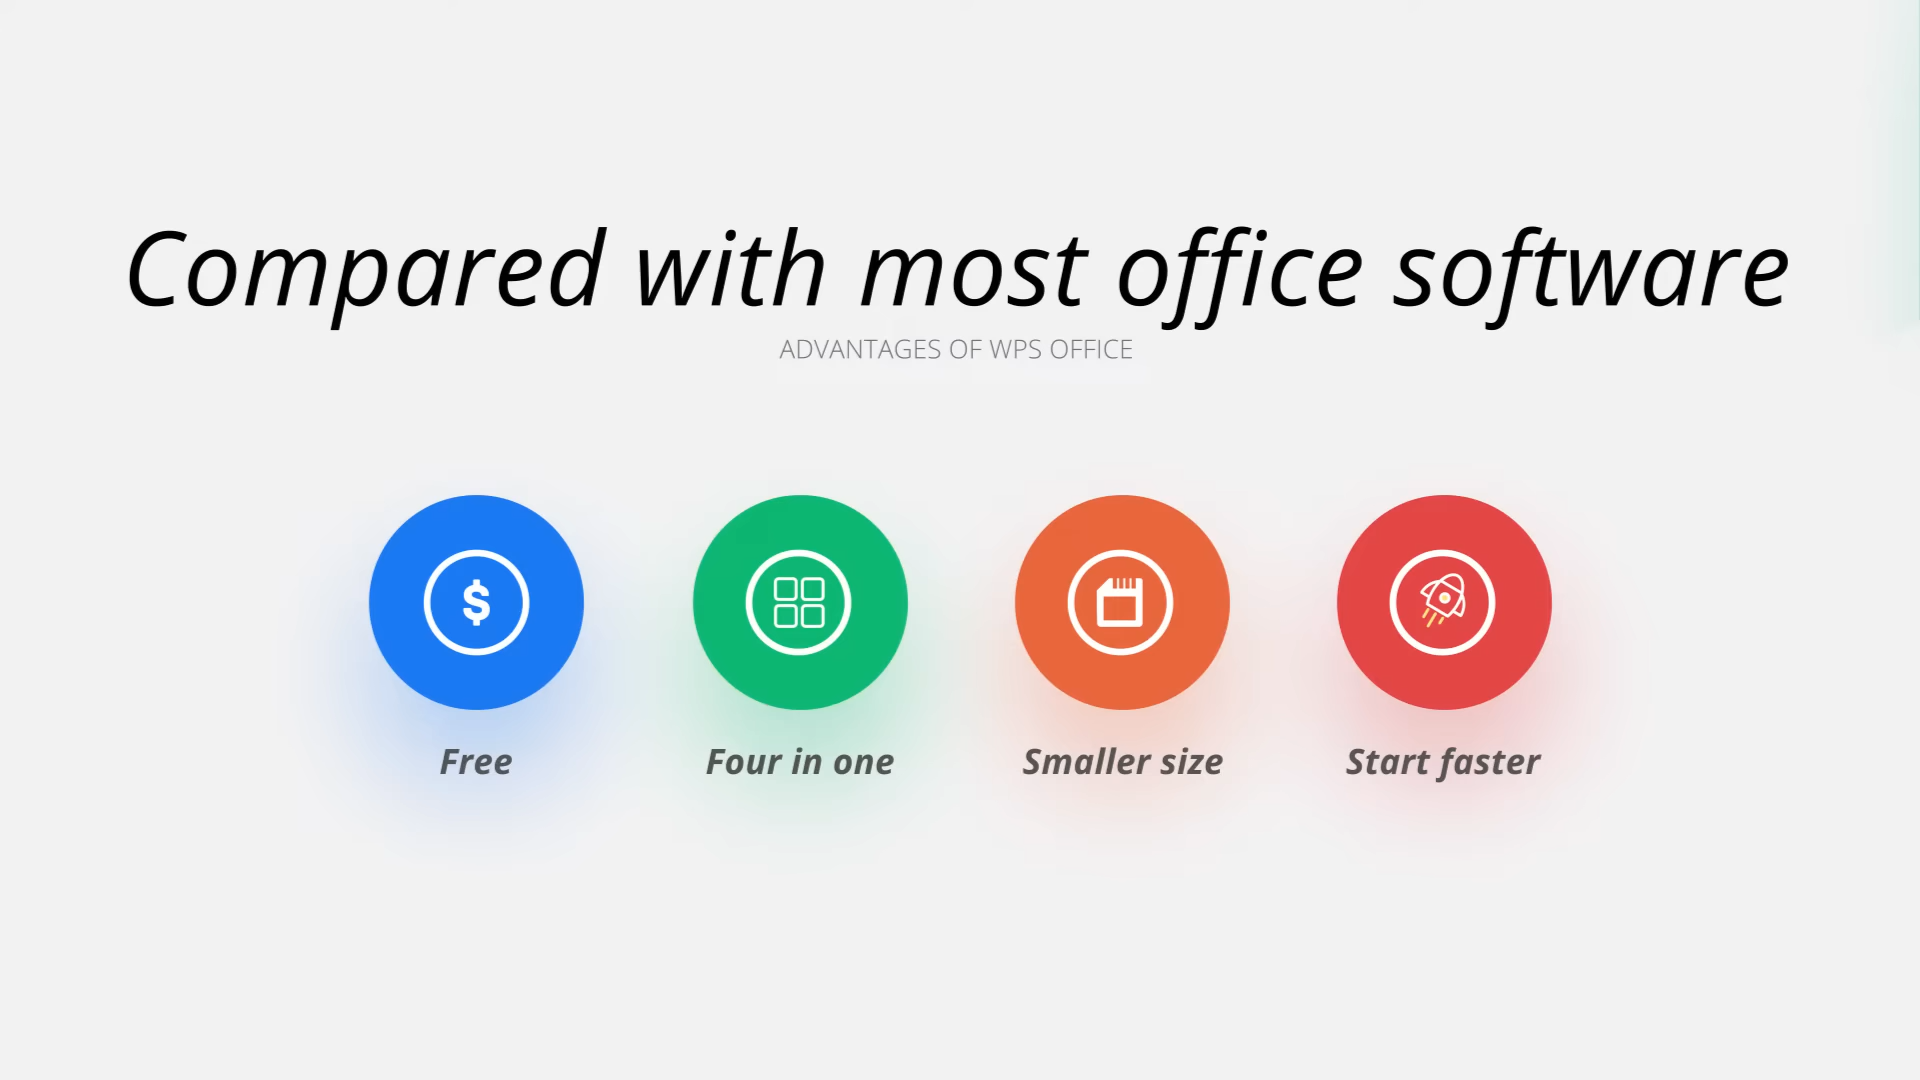 Compared with most office software
ADVANTAGES OF WPS OFFICE
$
Free
Four in one
Smaller size
Start faster